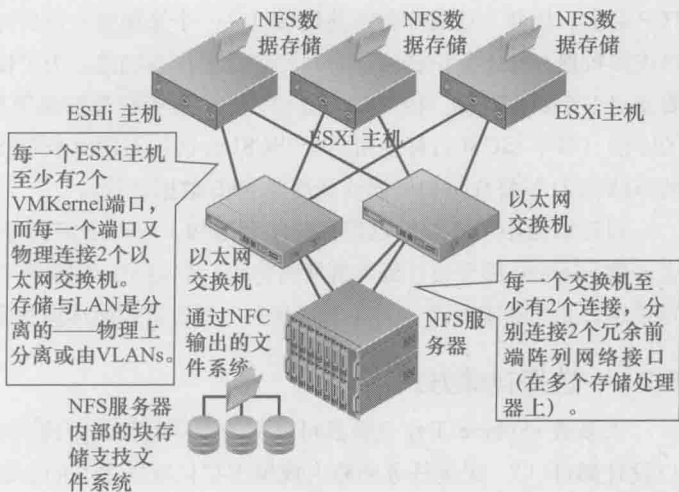 NFS数
据存储
NFS数
据存储
NFS数
据存储
ESHi 主机
ESXi 主机
ESXi主机
每一个ESXi主机
至少有2个
VMKernel端口，
而每一个端口又
物理连接2个以
太网交换机。
存储与LAN是分
离的——物理上
分离或由VLANs。
以太网
交换机
以太网
交换机
通过NFC
输出的文
件系统
NFS服
务器
每一个交换机至
少有2个连接，分
别连接2个冗余前
端阵列网络接口
（在多个存储处理
器上）。
NFS服务器
内部的块存
储支技文
件系统